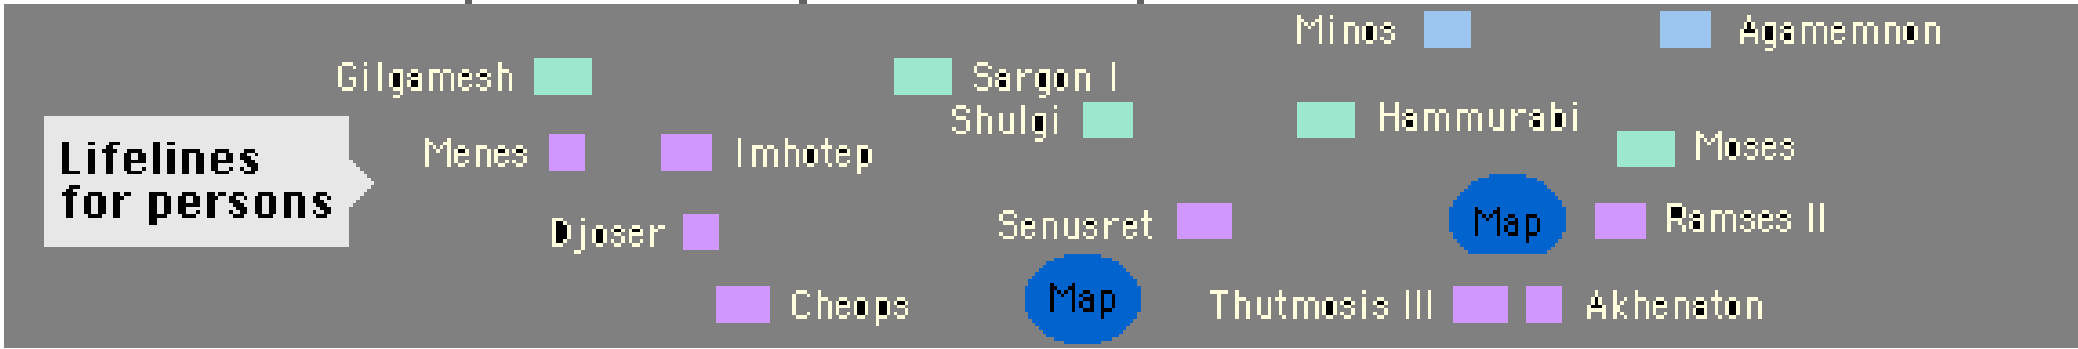 Minos
Agamemnon
Gilgamesh
Sargon I
Shulgi
Hammurabi
Lifelines
for persons
Menes
Imhotep
Moses
Djoser
Senusret
Map
Ramses II
Cheops
Map
Thutmosis III
Akhenaton